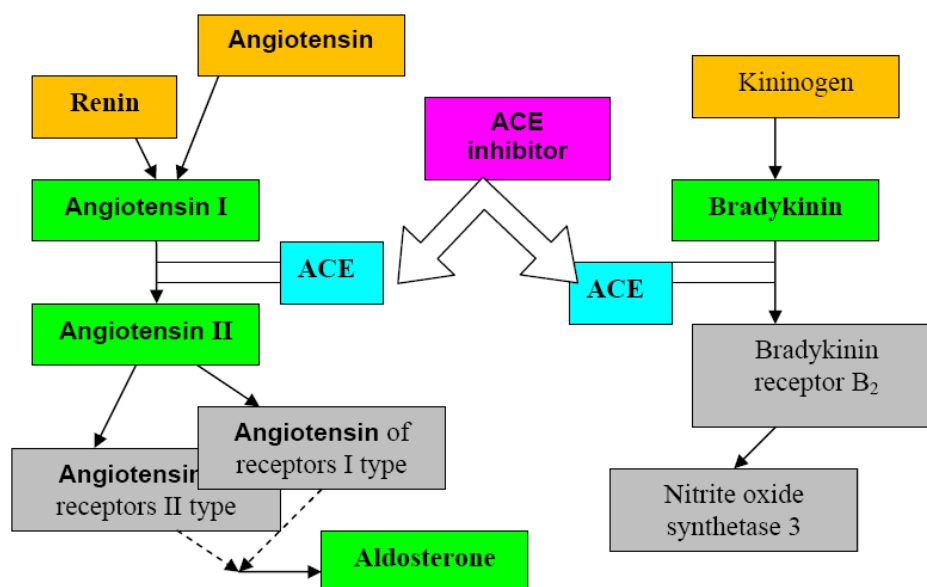 Angiotensin
Renin
Kininogen
ACE
inhibitor
Angiotensin I
Bradykinin
ACE
ACE
Angiotensin II
Bradykinin
receptor B₂
Angiotensin of
receptors I type
Angiotensin
receptors II type
Nitrite oxide
synthetase 3
Aldosterone